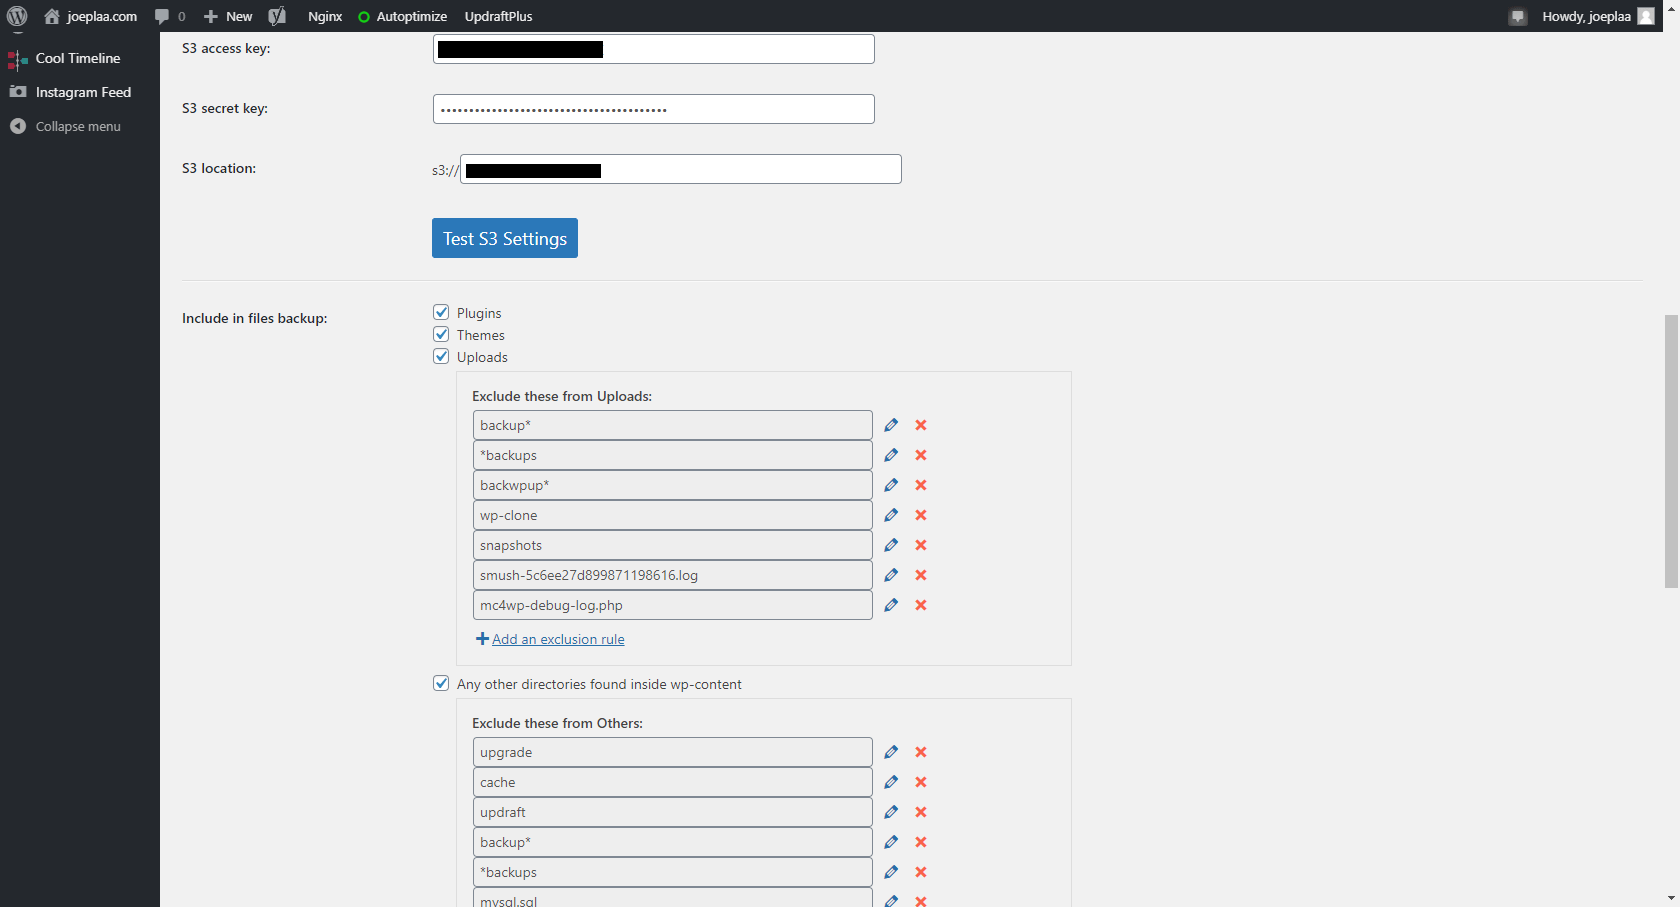 joeplaa.com 0 New Nginx Autoptimize UpdraftPlus Howdy, joeplaa
Cool Timeline
Instagram Feed
Collapse menu
S3 access key:
S3 secret key:
S3 location:
s3://
Test S3 Settings
Include in files backup:
Plugins
Themes
Uploads
Exclude these from Uploads:
backup*
*backups
backwpup*
wp-clone
snapshots
smush-5c6ee27d899871198616.log
mc4wp-debug-log.php
Add an exclusion rule
Any other directories found inside wp-content
Exclude these from Others:
upgrade
cache
updraft
backup*
*backups
mysql.sql